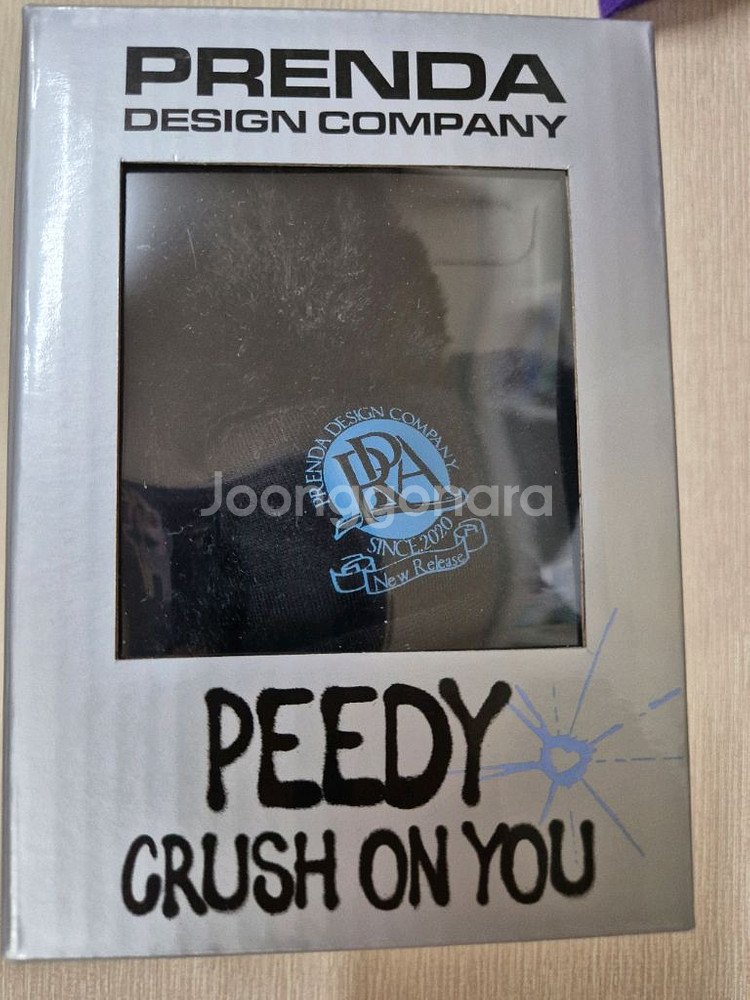 PRENDA
DESIGN COMPANY
PRENDA DESIGN COMPANY
PDA
SINCE.2020
New Release
Joonggonara
PEEDY
CRUSH ON YOU